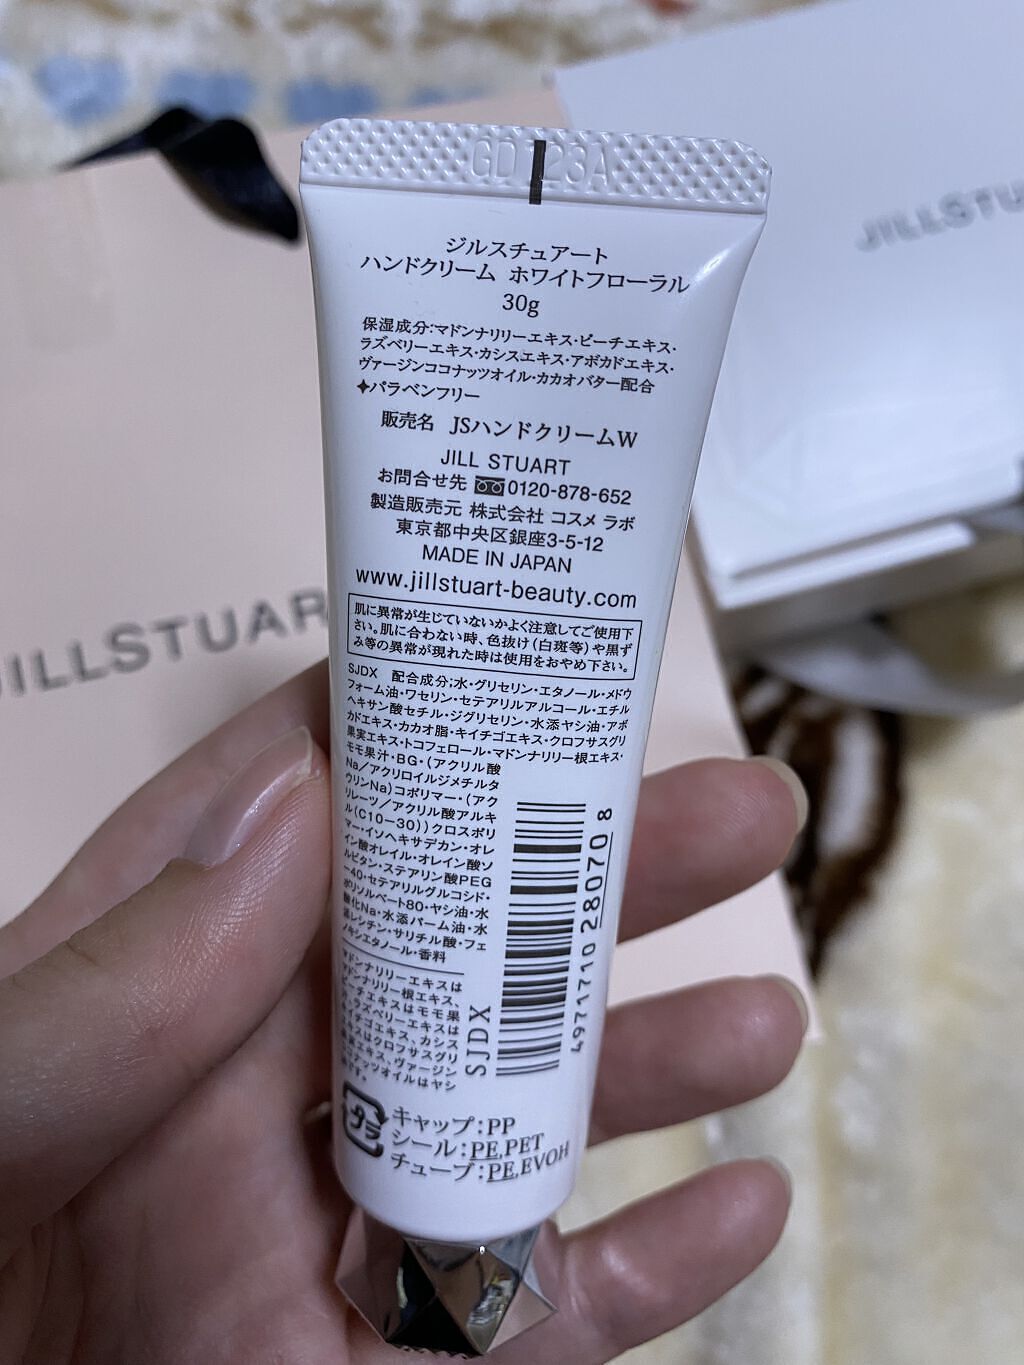 GD123A
JILLSTU
ジルスチュアート
ハンドクリーム ホワイトフローラル
30g
保湿成分:マドンナリリーエキス・ピーチエキス・
ラズベリーエキス・カシスエキス・アボカドエキス・
ヴァージンココナッツオイル・カカオバター配合
✦パラベンフリー
販売名 JSハンドクリームW
JILL STUART
お問合せ先 0120-878-652
製造販売元 株式会社 コスメ ラボ
東京都中央区銀座3-5-12
MADE IN JAPAN
www.jillstuart-beauty.com
肌に異常が生じていないかよく注意してご使用下
さい。肌に合わない時、色抜け(白斑等)や黒ず
み等の異常が現れた時は使用をおやめ下さい。
SJDX 配合成分;水・グリセリン・エタノール・メドウ
フォーム油・ワセリン・セテアリルアルコール・エチル
ヘキサン酸セチル・ジグリセリン・水添ヤシ油・アボ
カドエキス・カカオ脂・キイチゴエキス・クロフサスグリ
果実エキス・トコフェロール・マドンナリリー根エキス・
モモ果汁・BG・(アクリル酸
Na/アクリロイルジメチルタ
ウリンNa)コポリマー・(アク
リレーツ/アクリル酸アルキ
ル(C10-30))クロスポリ
マー・イソヘキサデカン・オレ
イン酸オレイル・オレイン酸ソ
ルビタン・ステアリン酸PEG
-40・セテアリルグルコシド・
ポリソルベート80・ヤシ油・水
酸化Na・水添パーム油・水
添レシチン・サリチル酸・フェ
ノキシエタノール・香料
マドンナリリーエキスは
マドンナリリー根エキス、
ピーチエキスはモモ果
汁、ラズベリーエキスは
キイチゴエキス、カシス
エキスはクロフサスグリ
果実エキス、ヴァージン
ココナッツオイルはヤシ
油です。
SJDX
4971710 28070 8
プラ
キャップ:PP
シール:PE,PET
チューブ:PE,EVOH
JILLSTUAR